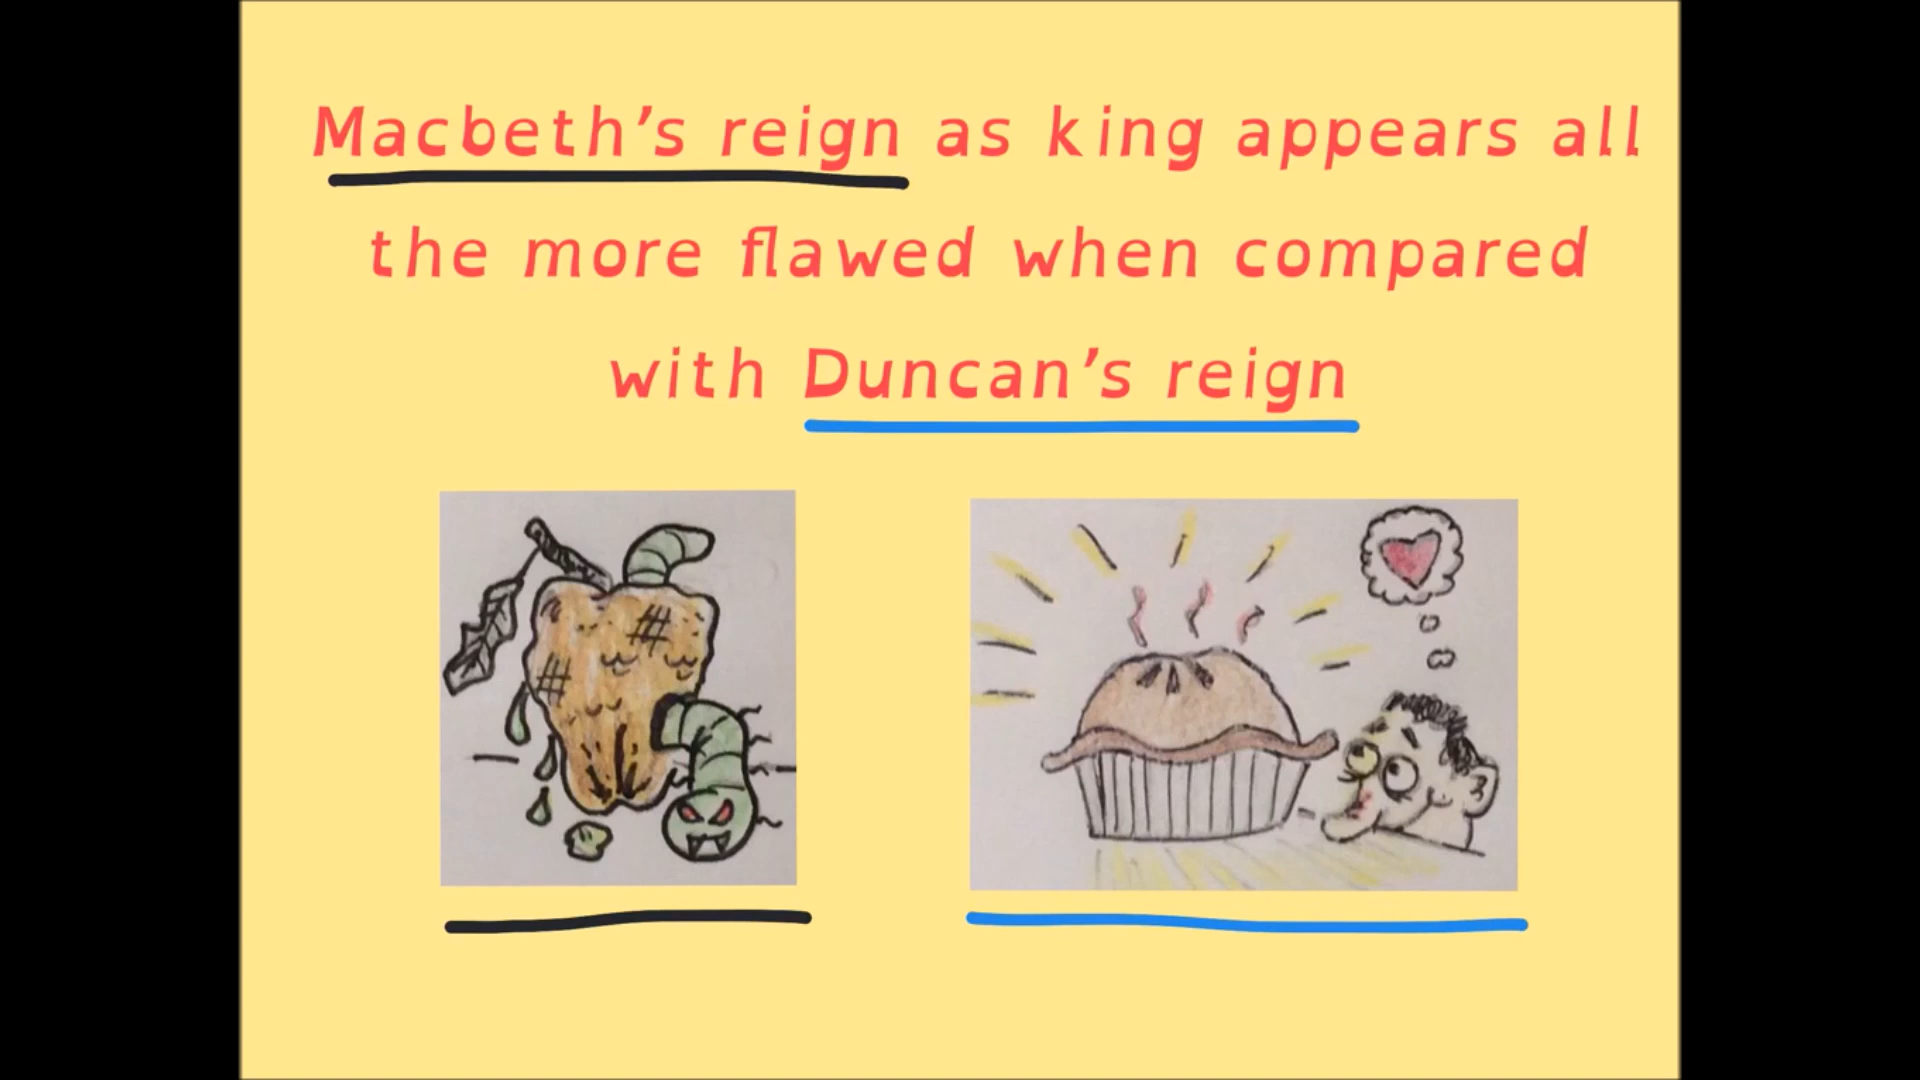 Macbeth’s reign as king appears all
the more flawed when compared
with Duncan’s reign